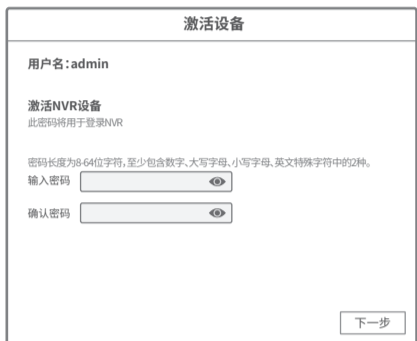 激活设备
用户名：admin
激活NVR设备
此密码将用于登录NVR
密码长度为8-64位字符，至少包含数字、大写字母、小写字母、英文特殊字符中的2种。
输入密码
确认密码
下一步